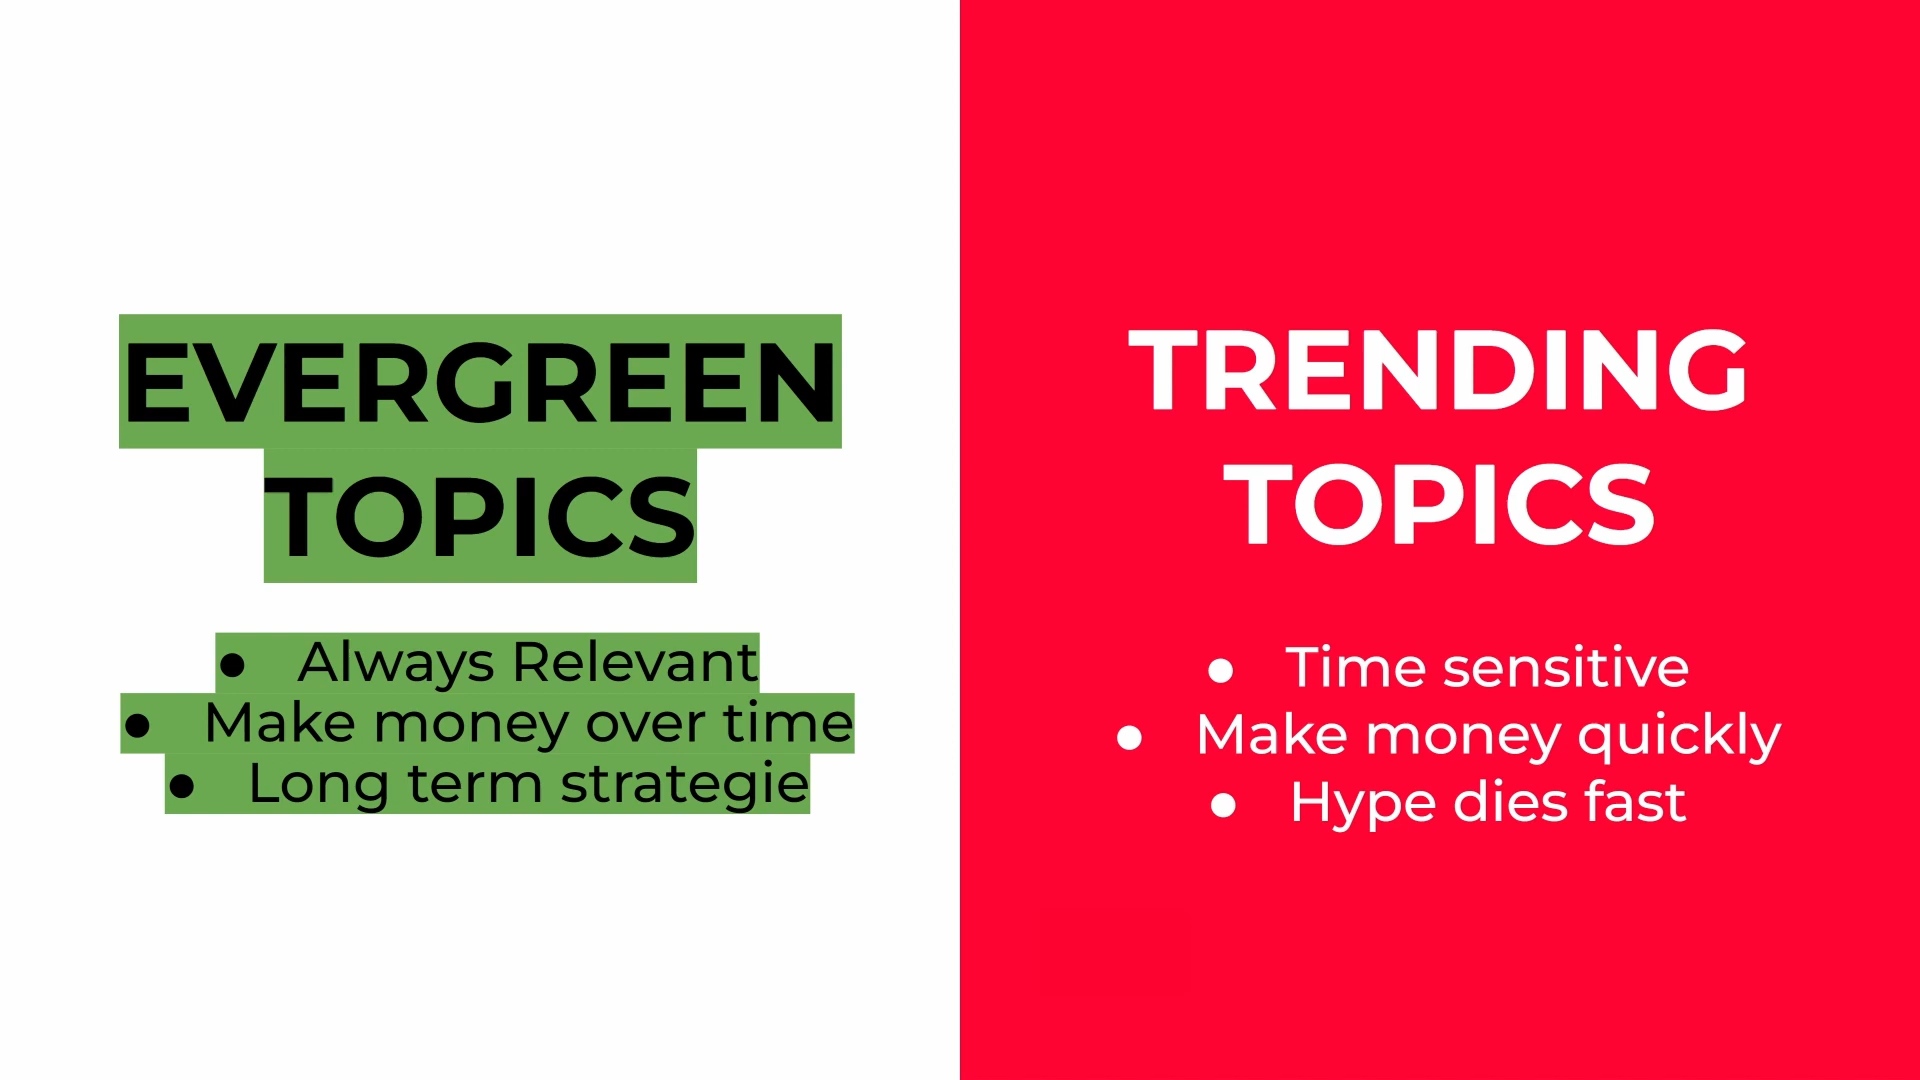 EVERGREEN
TOPICS
● Always Relevant
● Make money over time
● Long term strategie
TRENDING
TOPICS
● Time sensitive
● Make money quickly
● Hype dies fast